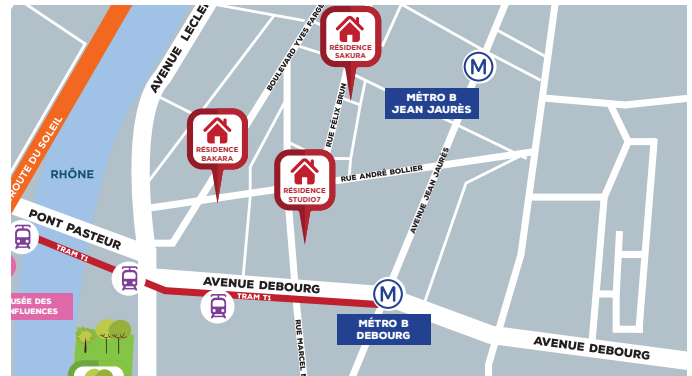 AVENUE LECLER
BOULEVARD YVES FARGE
RÉSIDENCE
SAKURA
M
MÉTRO B
JEAN JAURÈS
ROUTE DU SOLEIL
RÉSIDENCE
BAKARA
RUE FÉLIX BRUN
RHÔNE
RÉSIDENCE
STUDIO7
RUE ANDRÉ BOLLIER
AVENUE JEAN JAURÈS
PONT PASTEUR
TRAM T1
AVENUE DEBOURG
TRAM T1
M
USÉE DES
NFLUENCES
MÉTRO B
DEBOURG
RUE MARCEL
AVENUE DEBOURG